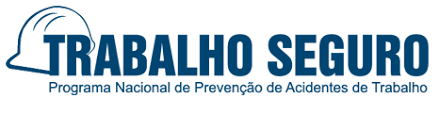 TRABALHO SEGURO
Programa Nacional de Prevenção de Acidentes de Trabalho